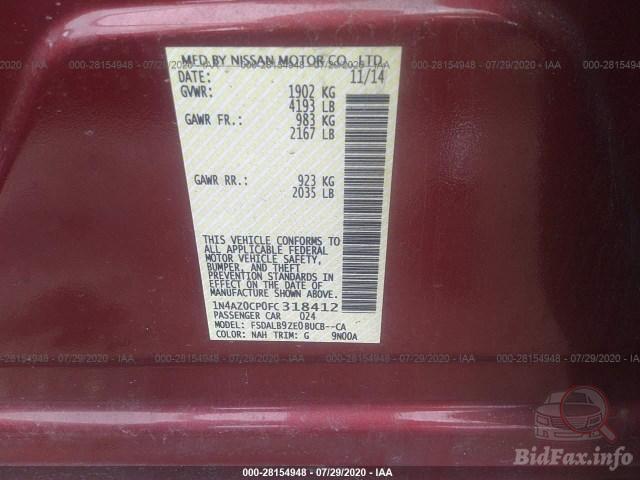 MFD BY NISSAN MOTOR CO., LTD.
DATE: 11/14
GVWR: 1902 KG
4193 LB
GAWR FR.: 983 KG
2167 LB
GAWR RR.: 923 KG
2035 LB
THIS VEHICLE CONFORMS TO
ALL APPLICABLE FEDERAL
MOTOR VEHICLE SAFETY,
BUMPER, AND THEFT
PREVENTION STANDARDS IN
EFFECT ON THE DATE OF
MANUFACTURE SHOWN ABOVE.
1N4AZ0CP0FC318412
PASSENGER CAR 024
MODEL: FSDALB9ZE08UCB--CA
COLOR: NAH TRIM: G 9N00A
000-28154948 - 07/29/2020 - IAA
BidFax.info